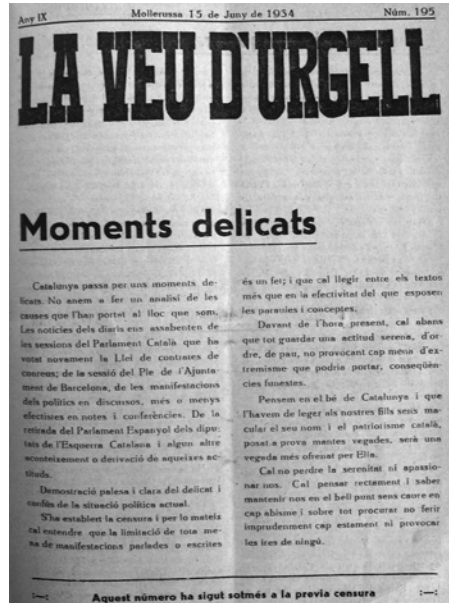 Any IX
Mollerussa 15 de Juny de 1934
Núm. 195
LA VEU D'URGELL
Moments delicats
Catalunya passa per uns moments de-
licats. No anem a fer un analisi de les
causes que l'han portat al lloc que som.
Les noticies dels diaris ens assabenten de
les sessions del Parlament Català que ha
votat novament la Llei de contractes de
conreus; de la sessió del Ple de l'Ajunta-
ment de Barcelona, de les manifestacions
dels politics en discussos, més o menys
efectives en notes i conferències. De la
retirada del Parlament Espanyol dels dipu-
tats de l'Esquerra Catalana i algun altre
aconteixement o derivació de aqueixes ac-
tituds.
Demostració palesa i clara del delicat i
confús de la situació política actual.
S'ha establert la censura i per lo mateix
cal entendre que la limitació de tota me-
na de manifestacions parlades o escrites
és un fet; i que cal llegir entre els textos
més que en la efectivitat del que exposen
les paraules i conceptes.
Davant de l'hora present, cal abans
que tot guardar una actitud serena, d'or-
dre, de pau, no provocant cap mena d'ex-
tremisme que podria portar, conseqüèn-
cies funestes.
Pensem en el bé de Catalunya i que
l'havem de leger als nostres fills sens ma-
cular el seu nom i el patriotisme català,
posat a prova mantes vegades, serà una
vegada més ofrenat per Ella.
Cal no perdre la serenitat ni apassio-
nar nos. Cal pensar rectament i saber
mantenir nos en el bell punt sens caure en
cap abisme i sobre tot procurar no ferir
imprudenment cap estament ni provocar
les ires de ningú.
:—: Aquest número ha sigut sotmés a la previa censura :—: